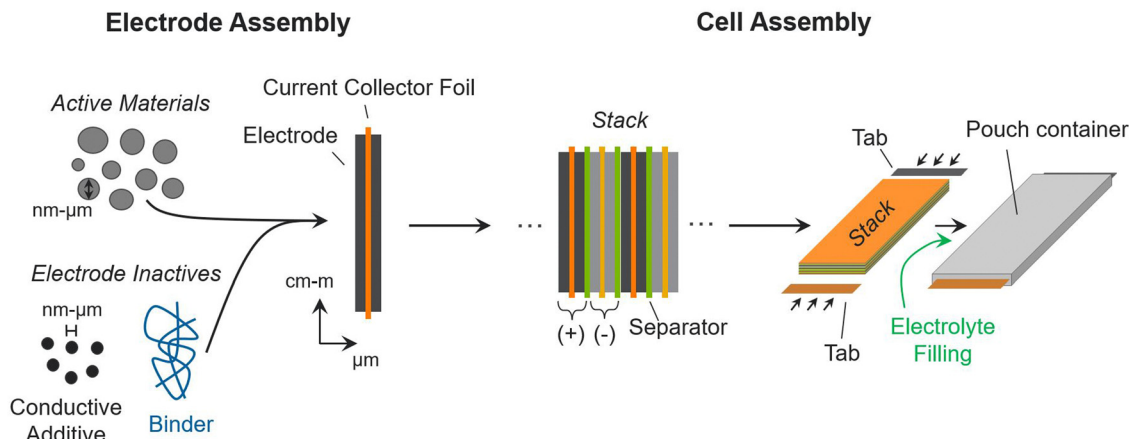 Electrode Assembly
Active Materials
nm-μm
Electrode Inactives
nm-μm
Conductive
Additive
Binder
Current Collector Foil
Electrode
cm-m
μm
Cell Assembly
...
Stack
...
(+)
(-)
Separator
Tab
Stack
Tab
Pouch container
Electrolyte
Filling